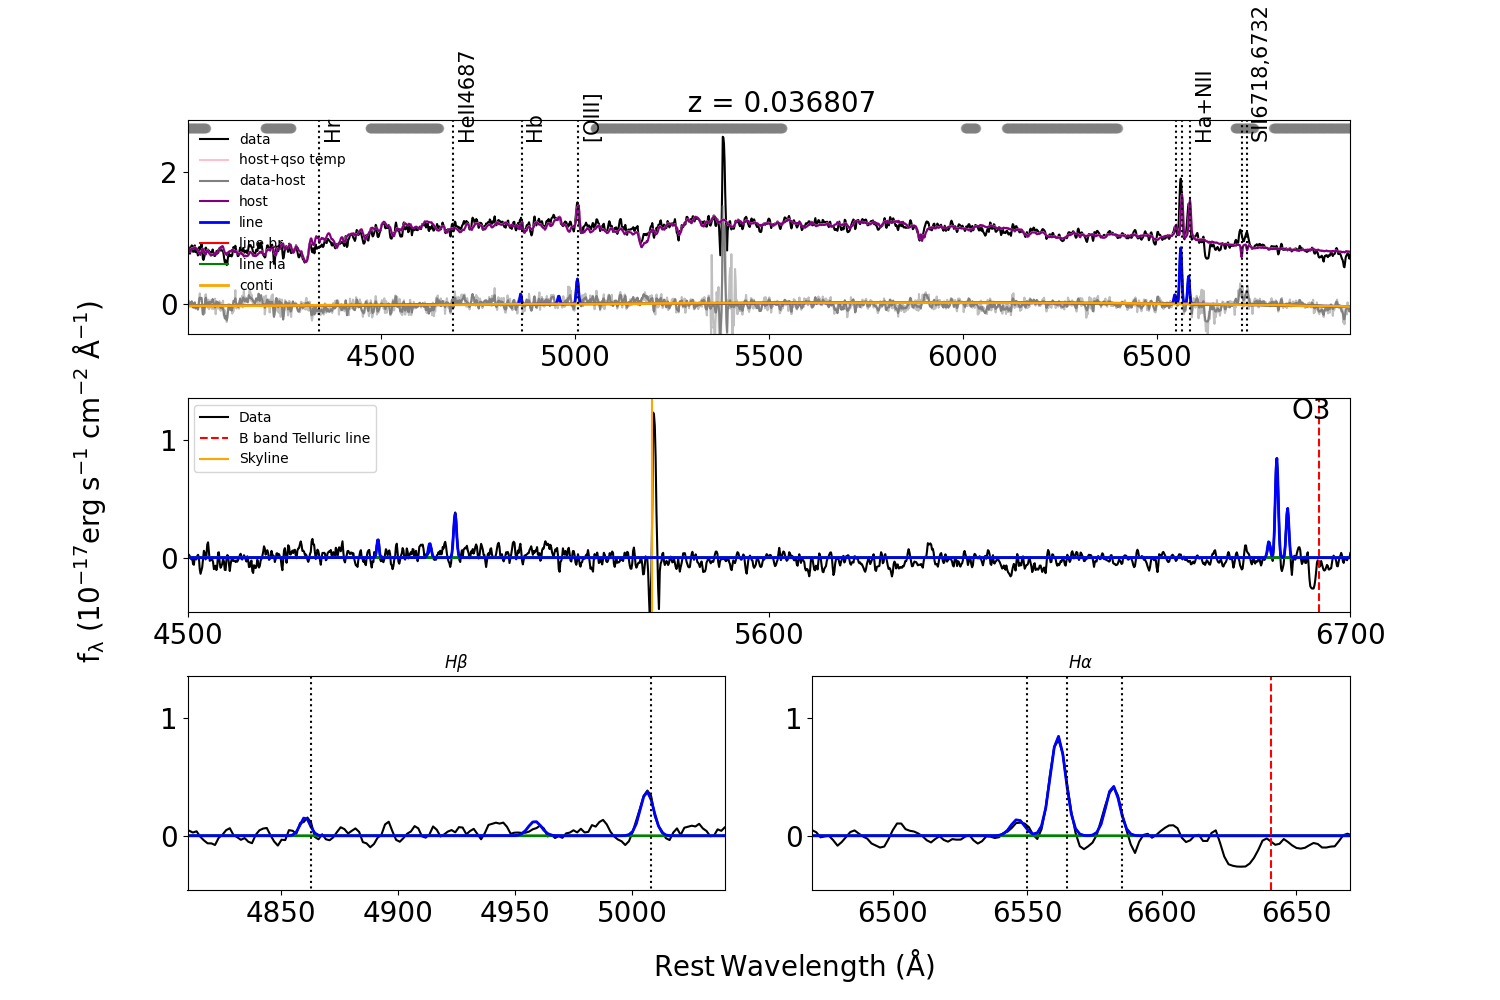 z = 0.036807
Hr
HeII4687
Hb
[OIII]
Ha+NII
SII6718,6732
data
host+qso temp
data-host
host
line
line br
line na
conti
2
0
4500
5000
5500
6000
6500
Data
B band Telluric line
Skyline
O3
1
0
4500
5600
6700
fλ (10⁻¹⁷erg s⁻¹ cm⁻² Å⁻¹)
Hβ
1
0
4850
4900
4950
5000
Hα
1
0
6500
6550
6600
6650
Rest Wavelength (Å)